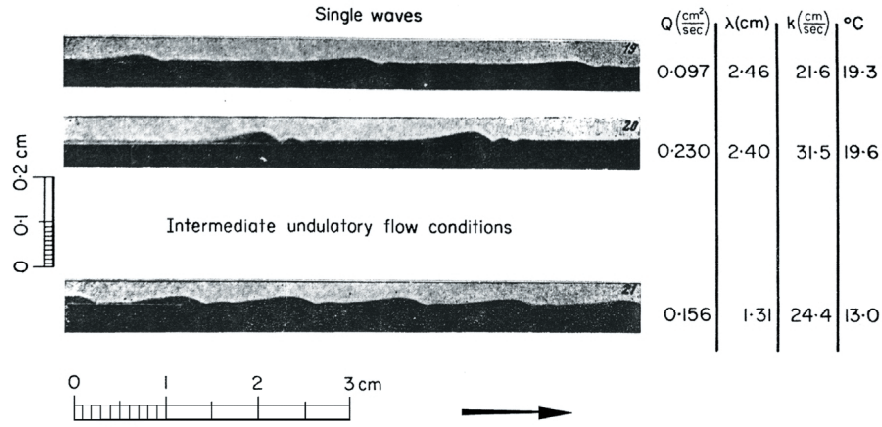 Single waves
Q (cm²/sec) λ(cm) k (cm/sec) °C
19
0·097 2·46 21·6 19·3
20
0·230 2·40 31·5 19·6
0·2 cm
0·1
0
Intermediate undulatory flow conditions
21
0·156 1·31 24·4 13·0
0 1 2 3 cm